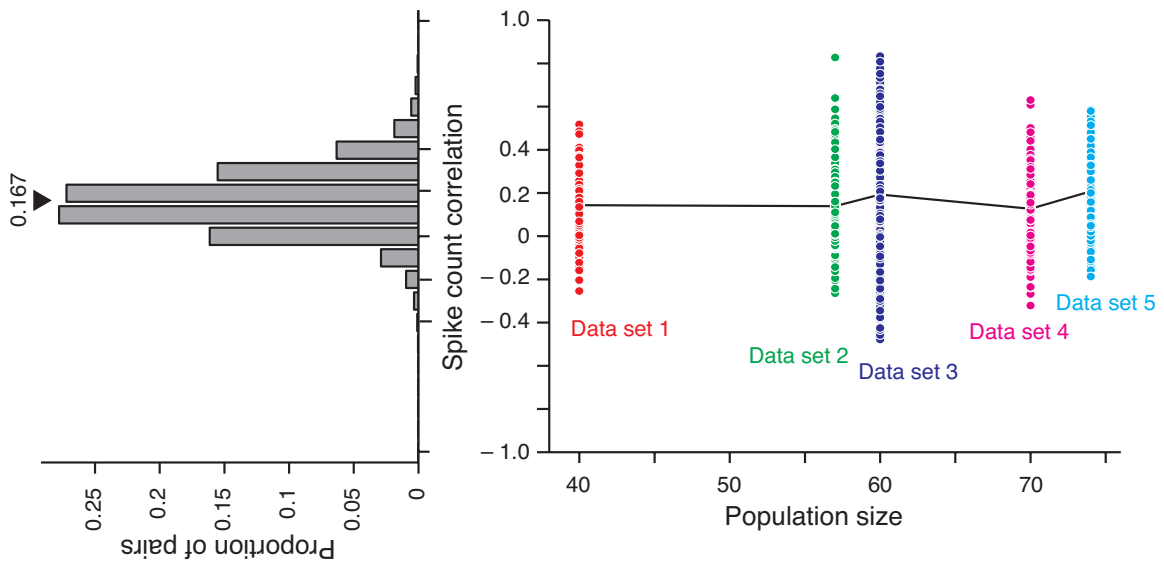 0.167
0.25
0.2
0.15
0.1
0.05
0
Proportion of pairs
Spike count correlation
1.0
0.4
0.2
0
– 0.2
– 0.4
– 1.0
40
50
60
70
Population size
Data set 1
Data set 2
Data set 3
Data set 4
Data set 5